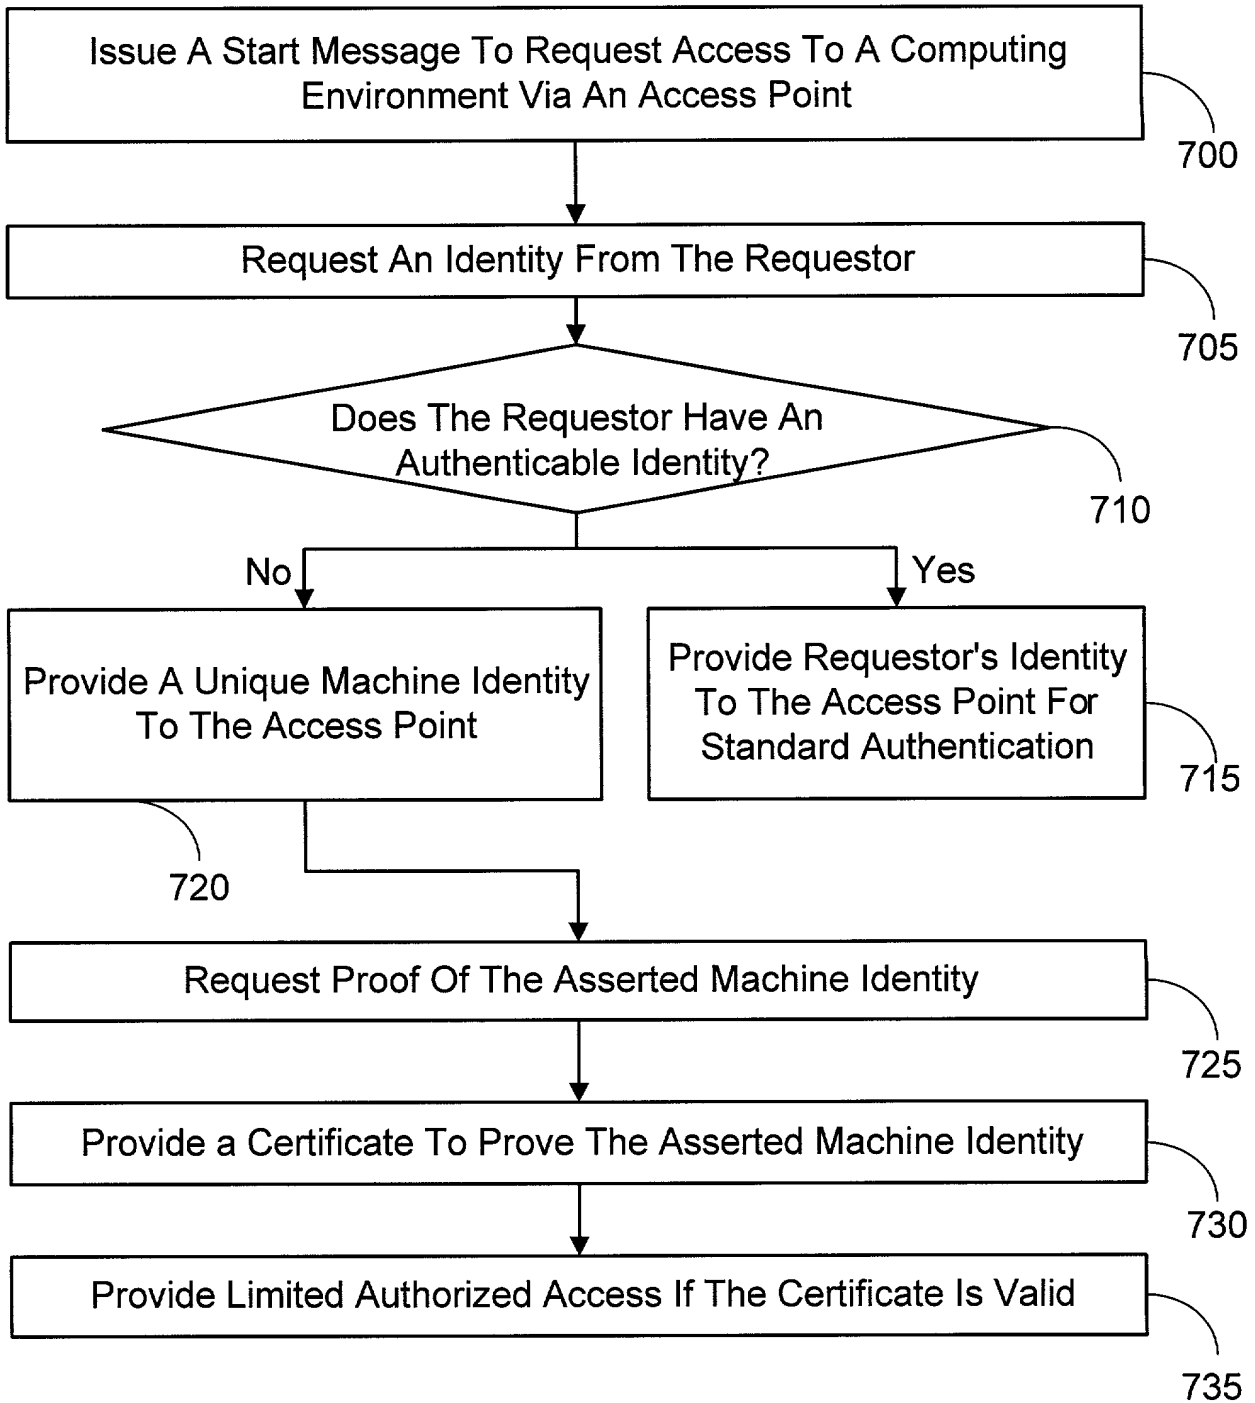 Issue A Start Message To Request Access To A Computing
Environment Via An Access Point
700
Request An Identity From The Requestor
705
Does The Requestor Have An
Authenticable Identity?
710
No
Yes
Provide A Unique Machine Identity
To The Access Point
720
Provide Requestor's Identity
To The Access Point For
Standard Authentication
715
Request Proof Of The Asserted Machine Identity
725
Provide a Certificate To Prove The Asserted Machine Identity
730
Provide Limited Authorized Access If The Certificate Is Valid
735